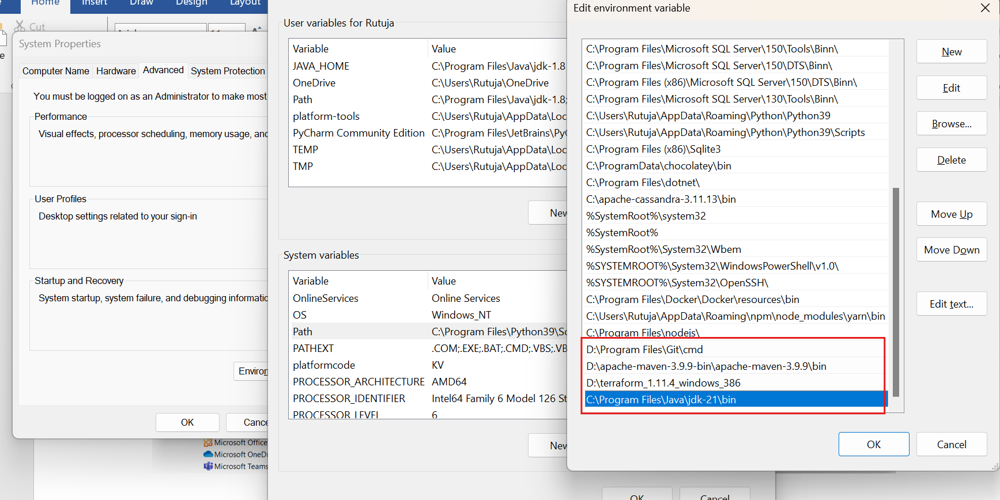 Home
Insert
Draw
Design
Layout
Cut
System Properties
Computer Name
Hardware
Advanced
System Protection
You must be logged on as an Administrator to make most
Performance
Visual effects, processor scheduling, memory usage, and
User Profiles
Desktop settings related to your sign-in
Startup and Recovery
System startup, system failure, and debugging informatio
Environ
OK
Cance
Microsoft Office
Microsoft OneDr
Microsoft Teams
User variables for Rutuja
Variable Value
JAVA_HOME C:\Program Files\Java\jdk-1.8
OneDrive C:\Users\Rutuja\OneDrive
Path C:\Program Files\Java\jdk-1.8;
platform-tools C:\Users\Rutuja\AppData\Loc
PyCharm Community Edition C:\Program Files\JetBrains\PyC
TEMP C:\Users\Rutuja\AppData\Loc
TMP C:\Users\Rutuja\AppData\Loc
New
System variables
Variable Value
OnlineServices Online Services
OS Windows_NT
Path C:\Program Files\Python39\Sc
PATHEXT .COM;.EXE;.BAT;.CMD;.VBS;.VB
platformcode KV
PROCESSOR_ARCHITECTURE AMD64
PROCESSOR_IDENTIFIER Intel64 Family 6 Model 126 St
PROCESSOR_LEVEL 6
New
OK
Cancel
Edit environment variable
C:\Program Files\Microsoft SQL Server\150\Tools\Binn\
C:\Program Files\Microsoft SQL Server\150\DTS\Binn\
C:\Program Files (x86)\Microsoft SQL Server\150\DTS\Binn\
C:\Program Files\Microsoft SQL Server\130\Tools\Binn\
C:\Users\Rutuja\AppData\Roaming\Python\Python39
C:\Users\Rutuja\AppData\Roaming\Python\Python39\Scripts
C:\Program Files (x86)\Sqlite3
C:\ProgramData\chocolatey\bin
C:\Program Files\dotnet\
C:\apache-cassandra-3.11.13\bin
%SystemRoot%\system32
%SystemRoot%
%SystemRoot%\System32\Wbem
%SYSTEMROOT%\System32\WindowsPowerShell\v1.0\
%SYSTEMROOT%\System32\OpenSSH\
C:\Program Files\Docker\Docker\resources\bin
C:\Users\Rutuja\AppData\Roaming\npm\node_modules\yarn\bin
C:\Program Files\nodejs\
D:\Program Files\Git\cmd
D:\apache-maven-3.9.9-bin\apache-maven-3.9.9\bin
D:\terraform_1.11.4_windows_386
C:\Program Files\Java\jdk-21\bin
New
Edit
Browse...
Delete
Move Up
Move Down
Edit text...
OK
Cancel